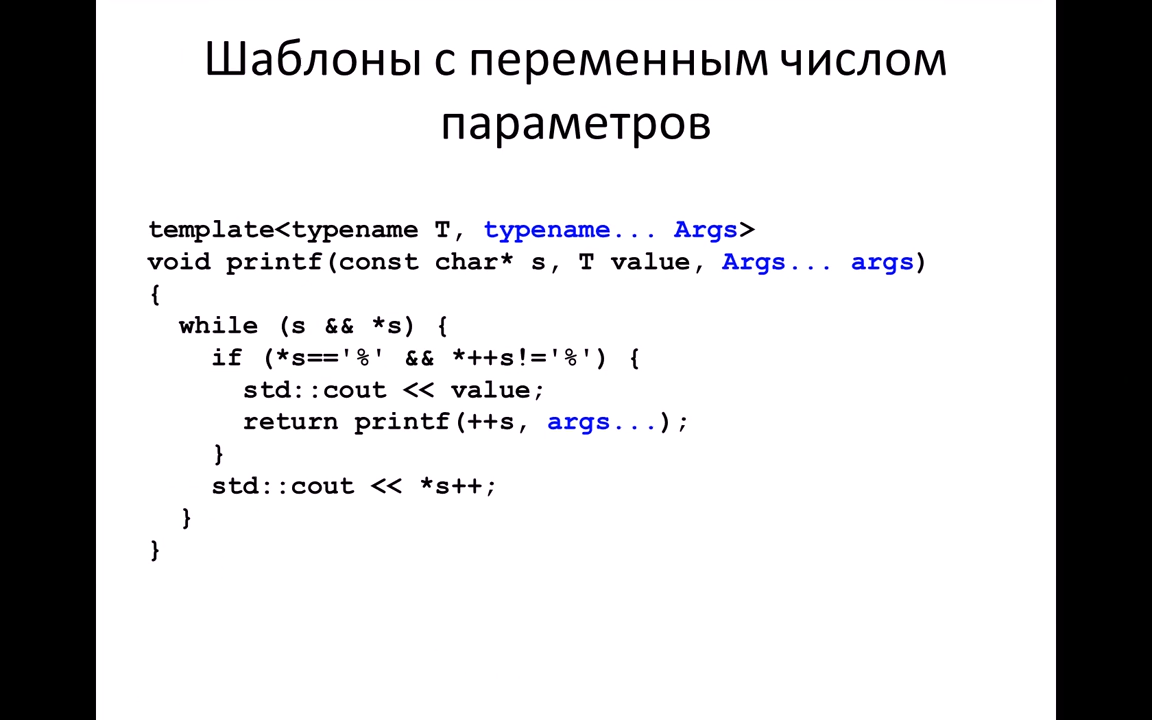 Шаблоны с переменным числом
параметров
template<typename T, typename... Args>
void printf(const char* s, T value, Args... args)
{
  while (s && *s) {
    if (*s=='%' && *++s!='%') {
      std::cout << value;
      return printf(++s, args...);
    }
    std::cout << *s++;
  }
}